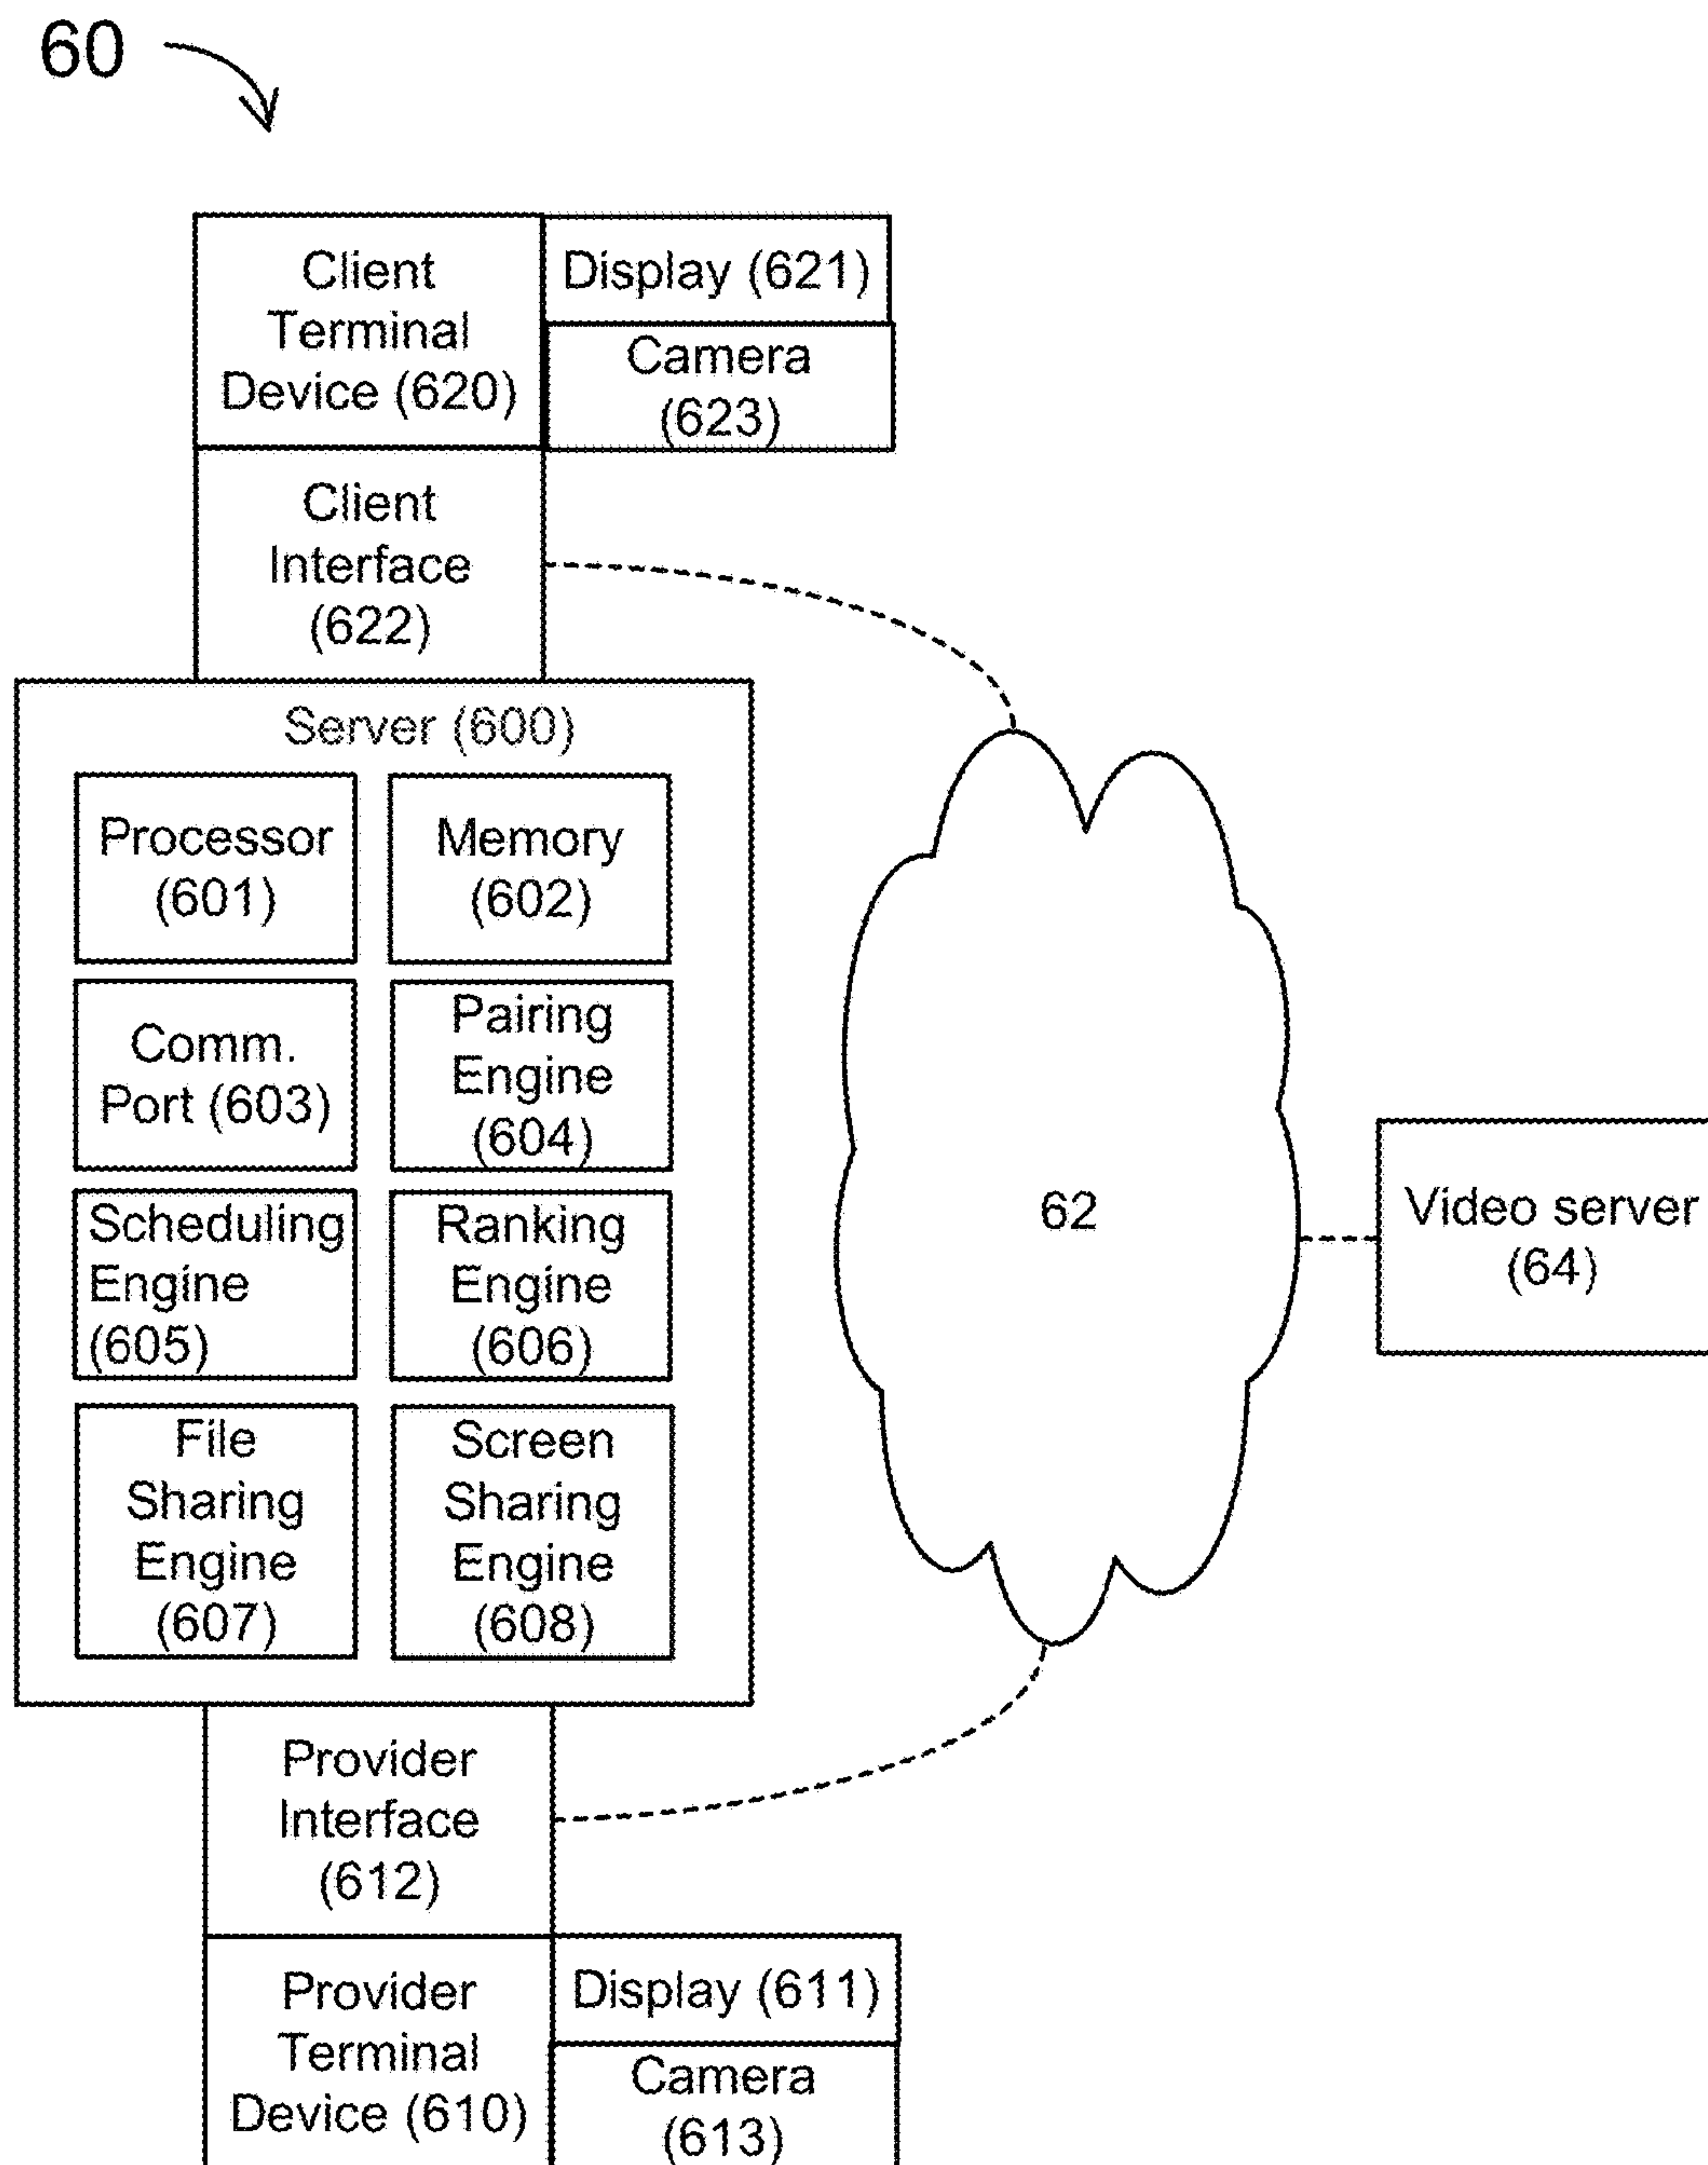 60
Client
Terminal
Device (620)
Display (621)
Camera
(623)
Client
Interface
(622)
Server (600)
Processor
(601)
Memory
(602)
Comm.
Port (603)
Pairing
Engine
(604)
Scheduling
Engine
(605)
Ranking
Engine
(606)
File
Sharing
Engine
(607)
Screen
Sharing
Engine
(608)
62
Video server
(64)
Provider
Interface
(612)
Provider
Terminal
Device (610)
Display (611)
Camera
(613)